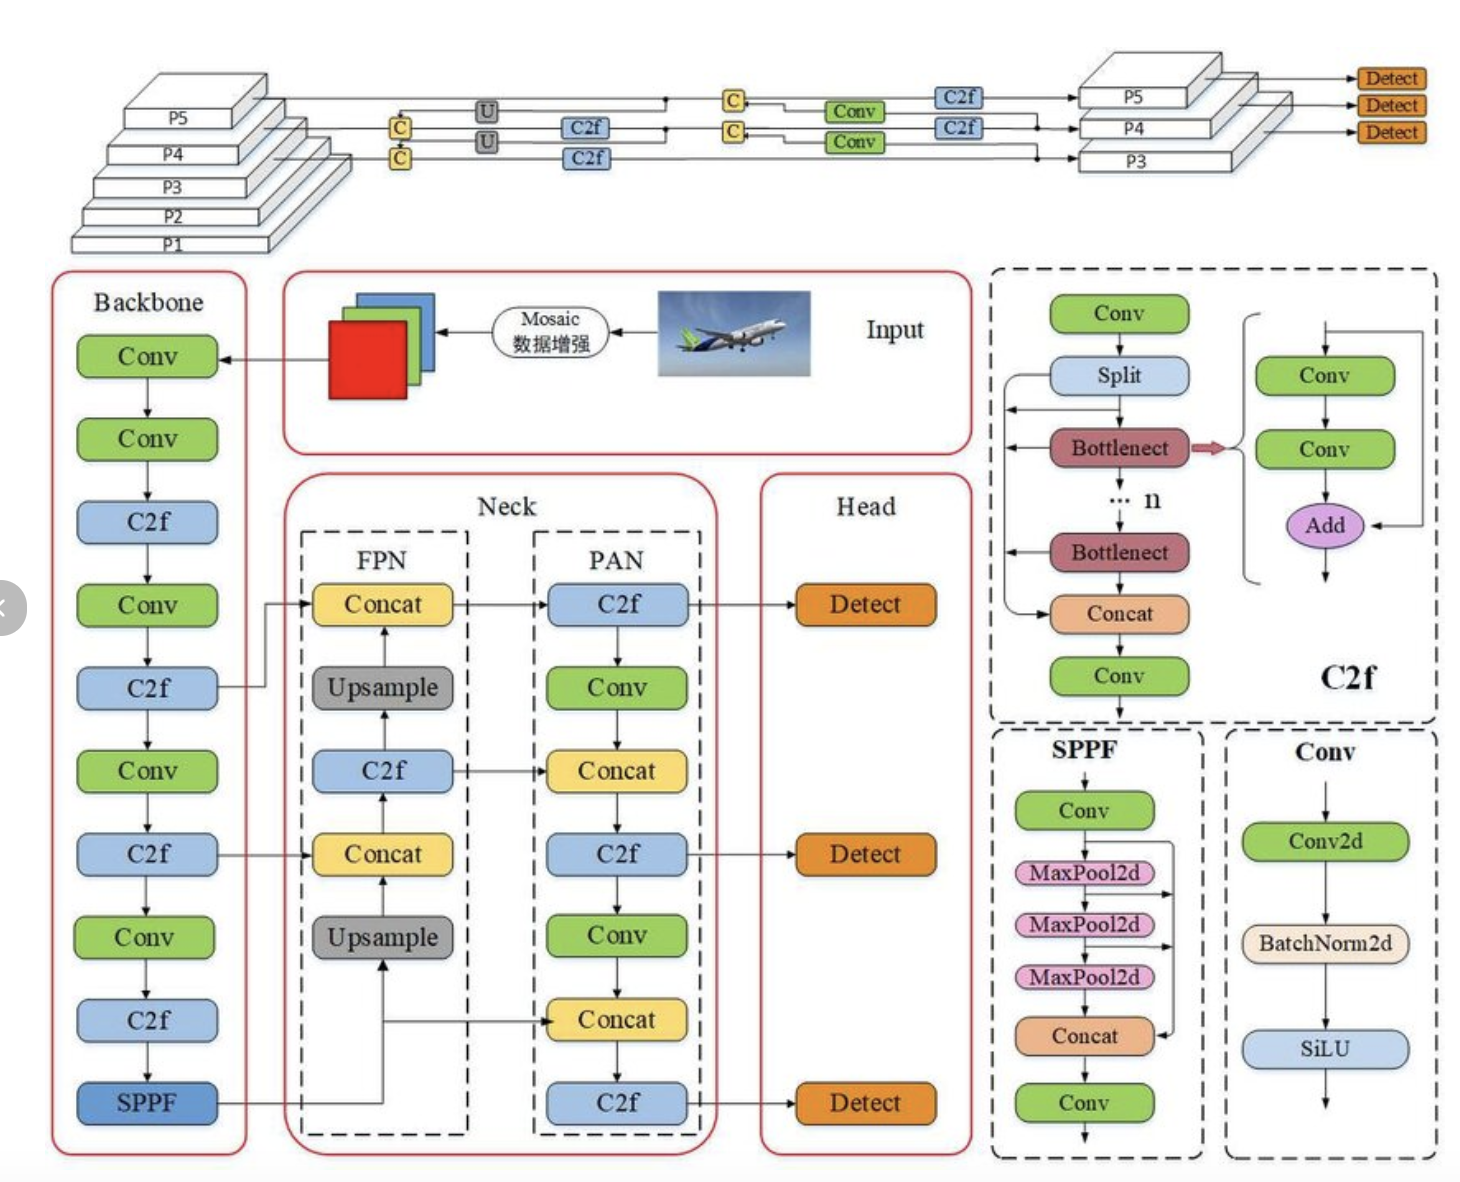 P5
P4
P3
P2
P1
C
U
C2f
C
U
C2f
C
C
Conv
C2f
C
Conv
C2f
P5
P4
P3
Detect
Detect
Detect
Backbone
Conv
Conv
C2f
Conv
C2f
Conv
C2f
Conv
C2f
SPPF
Mosaic
数据增强
Input
Neck
FPN
Concat
Upsample
C2f
Concat
Upsample
PAN
C2f
Conv
Concat
C2f
Conv
Concat
C2f
Head
Detect
Detect
Detect
Conv
Split
Bottlenect
... n
Bottlenect
Concat
Conv
Conv
Conv
Add
C2f
SPPF
Conv
MaxPool2d
MaxPool2d
MaxPool2d
Concat
Conv
Conv
Conv2d
BatchNorm2d
SiLU